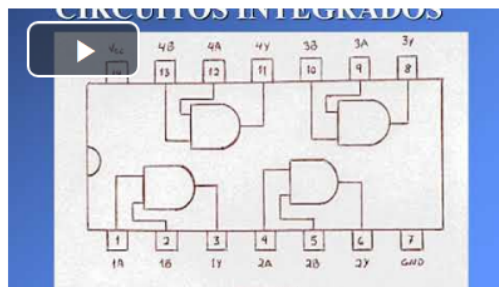 CIRCUITOS INTEGRADOS
Vcc 4B 4A 4Y 3B 3A 3Y
14 13 12 11 10 9 8
1 2 3 4 5 6 7
1A 1B 1Y 2A 2B 2Y GND